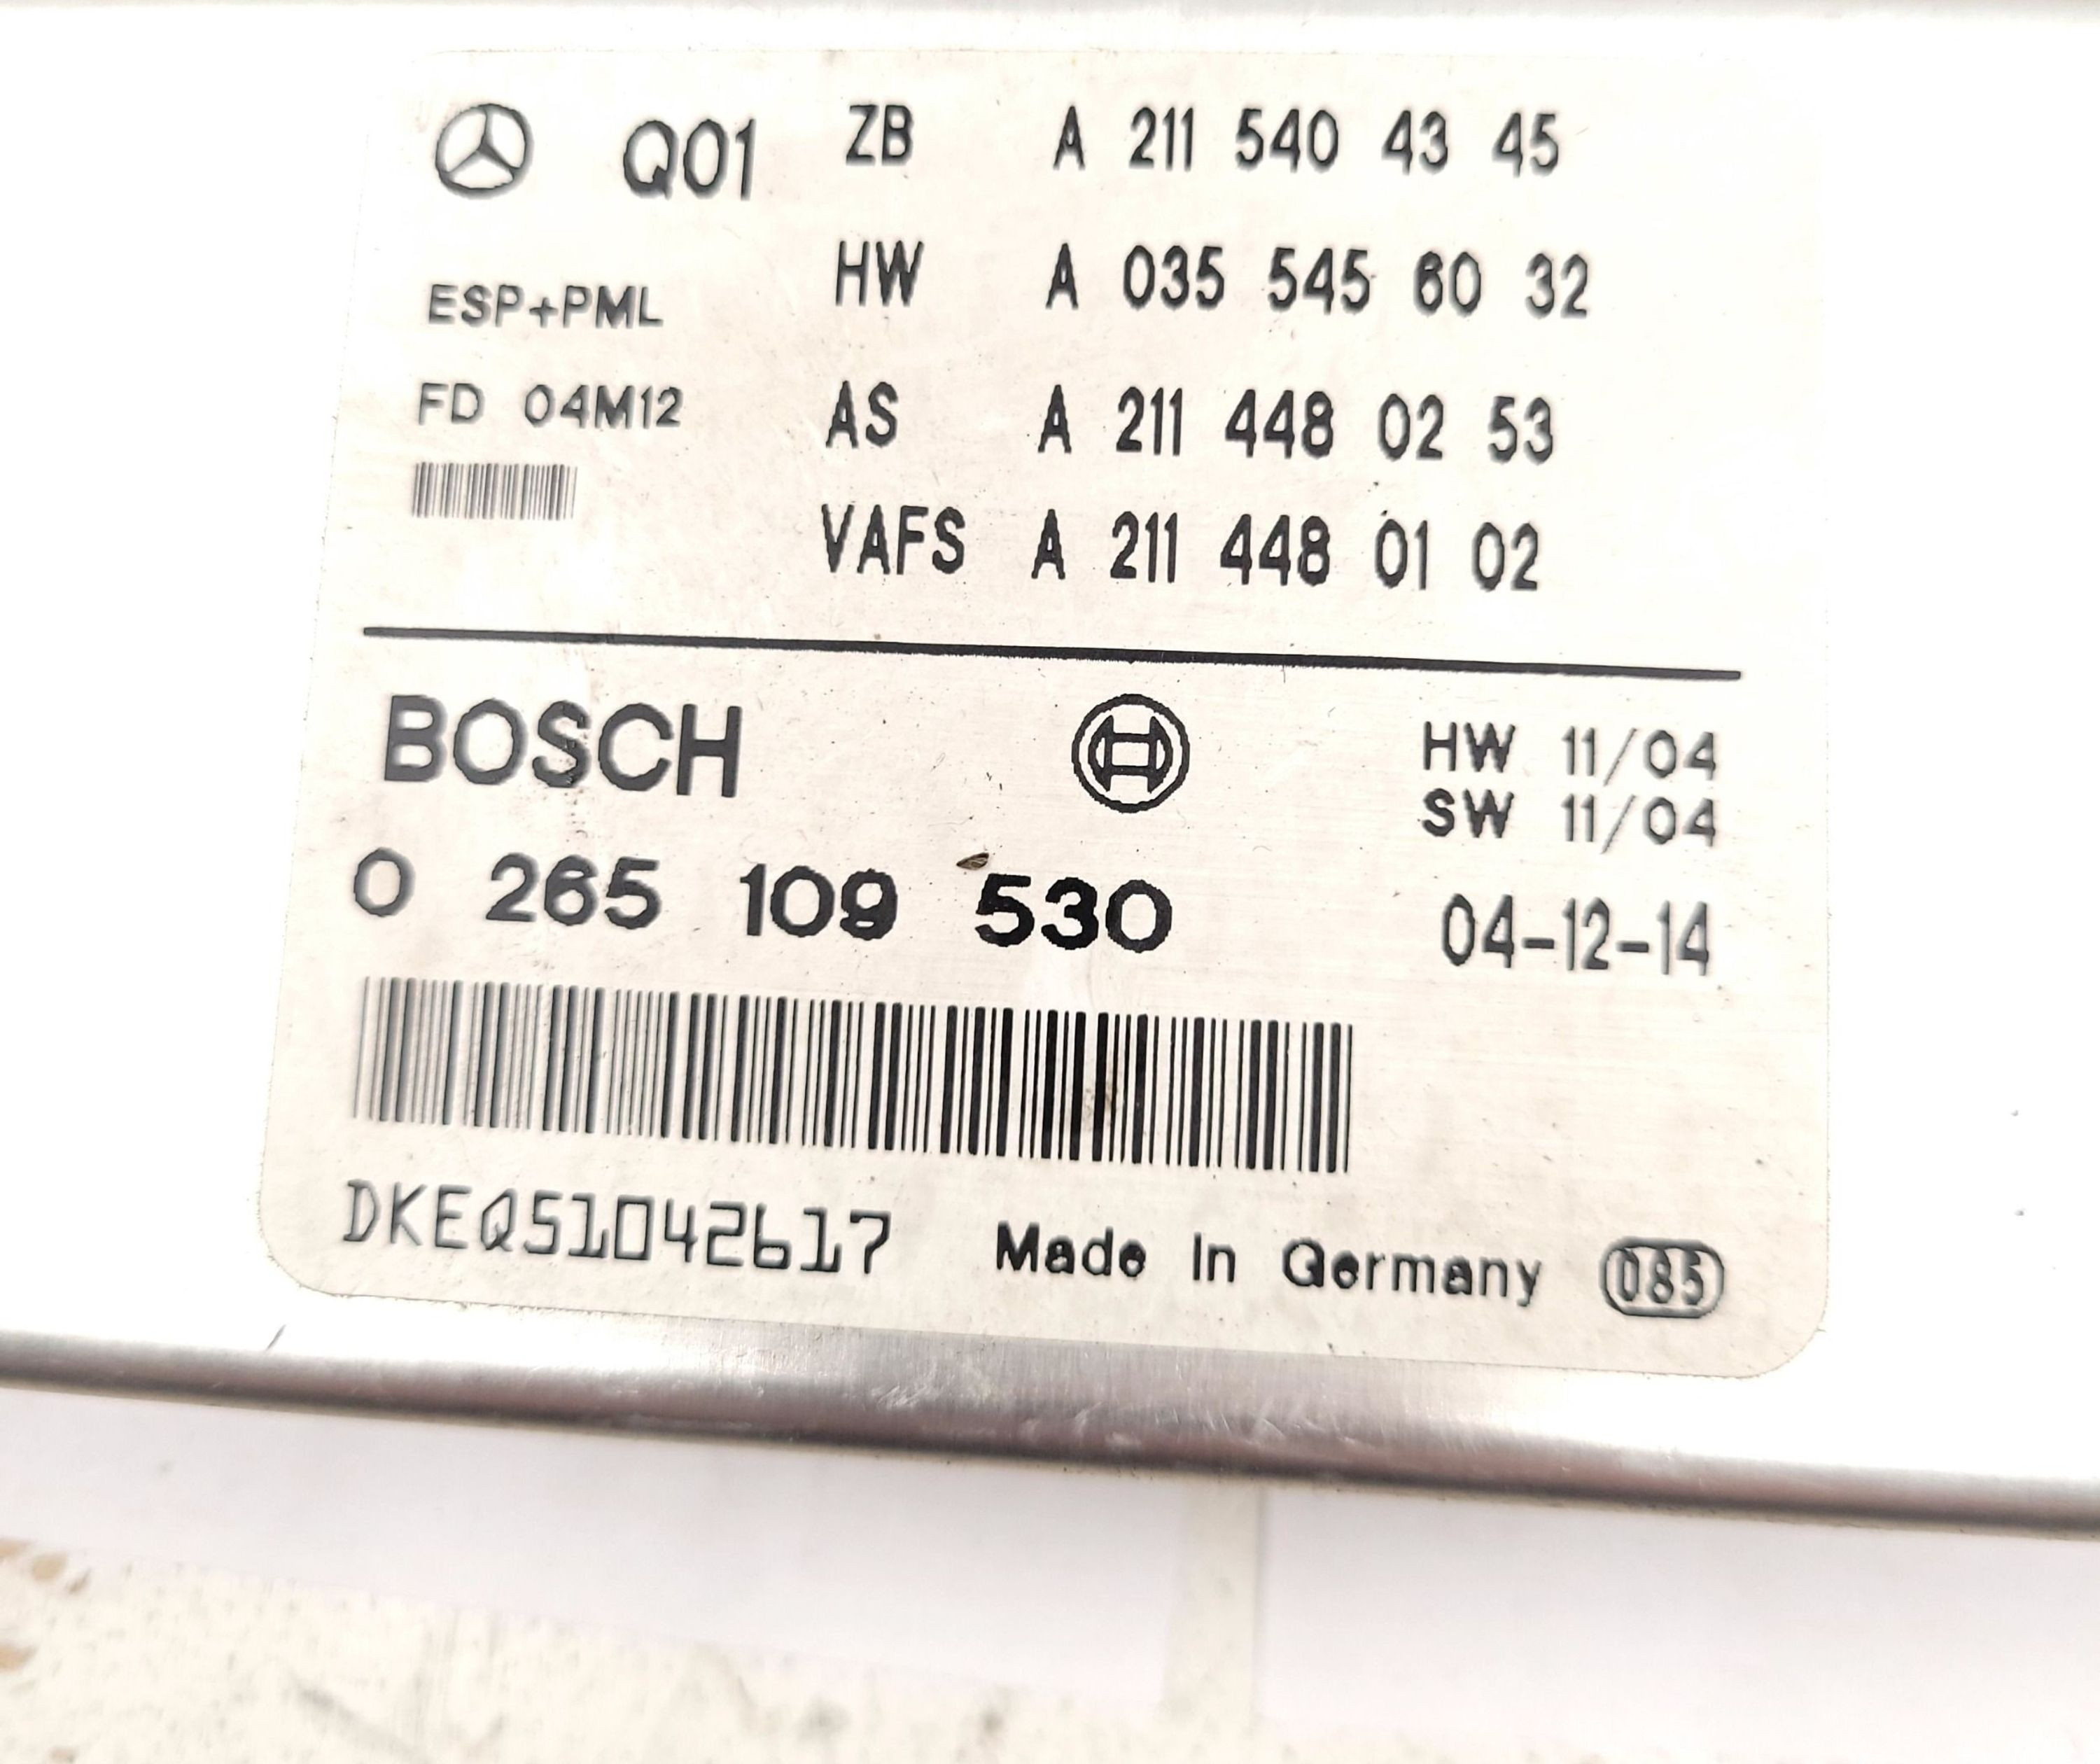 Q01 ZB A 211 540 43 45
ESP+PML HW A 035 545 60 32
FD 04M12 AS A 211 448 02 53
VAFS A 211 448 01 02
BOSCH HW 11/04
SW 11/04
0 265 109 530 04-12-14
DKEQ51042617 Made In Germany 085